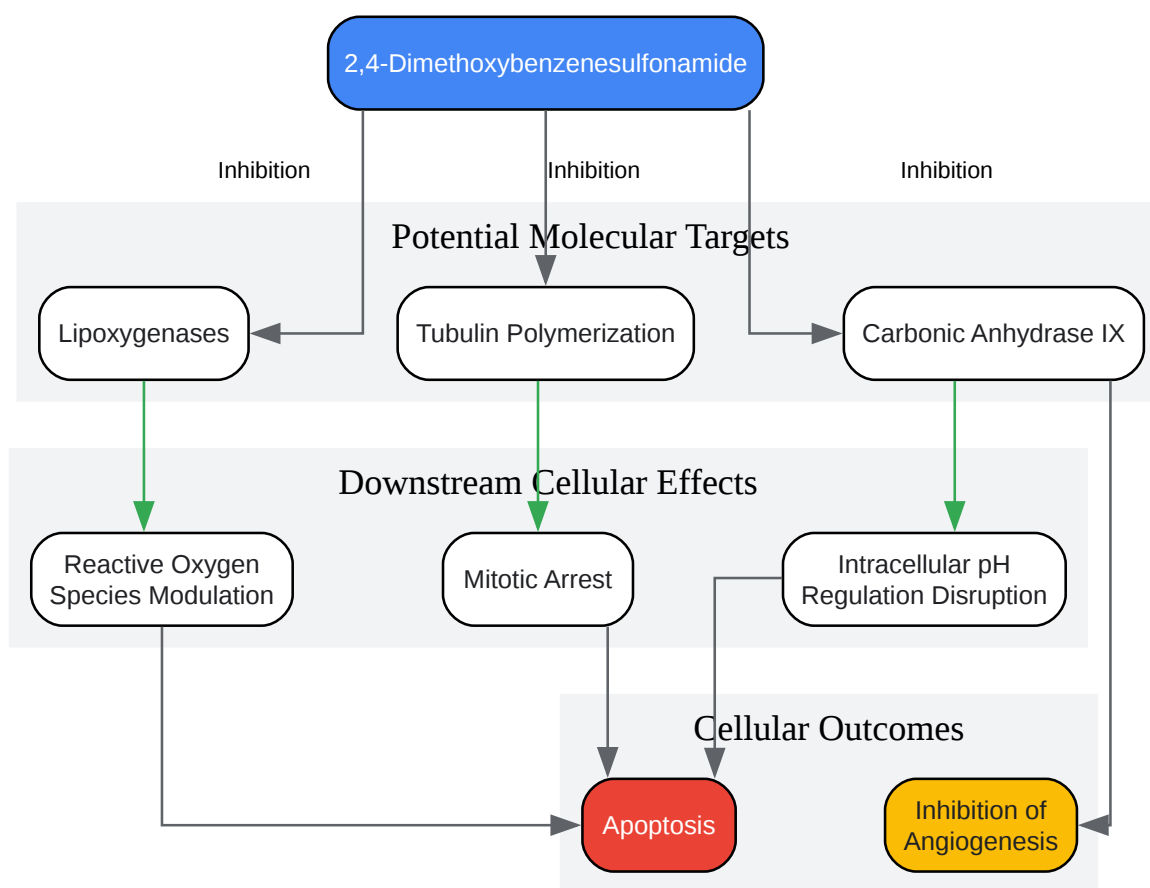 2,4-Dimethoxybenzenesulfonamide
Inhibition
Inhibition
Inhibition
Potential Molecular Targets
Lipoxygenases
Tubulin Polymerization
Carbonic Anhydrase IX
Downstream Cellular Effects
Reactive Oxygen
Species Modulation
Mitotic Arrest
Intracellular pH
Regulation Disruption
Cellular Outcomes
Apoptosis
Inhibition of
Angiogenesis